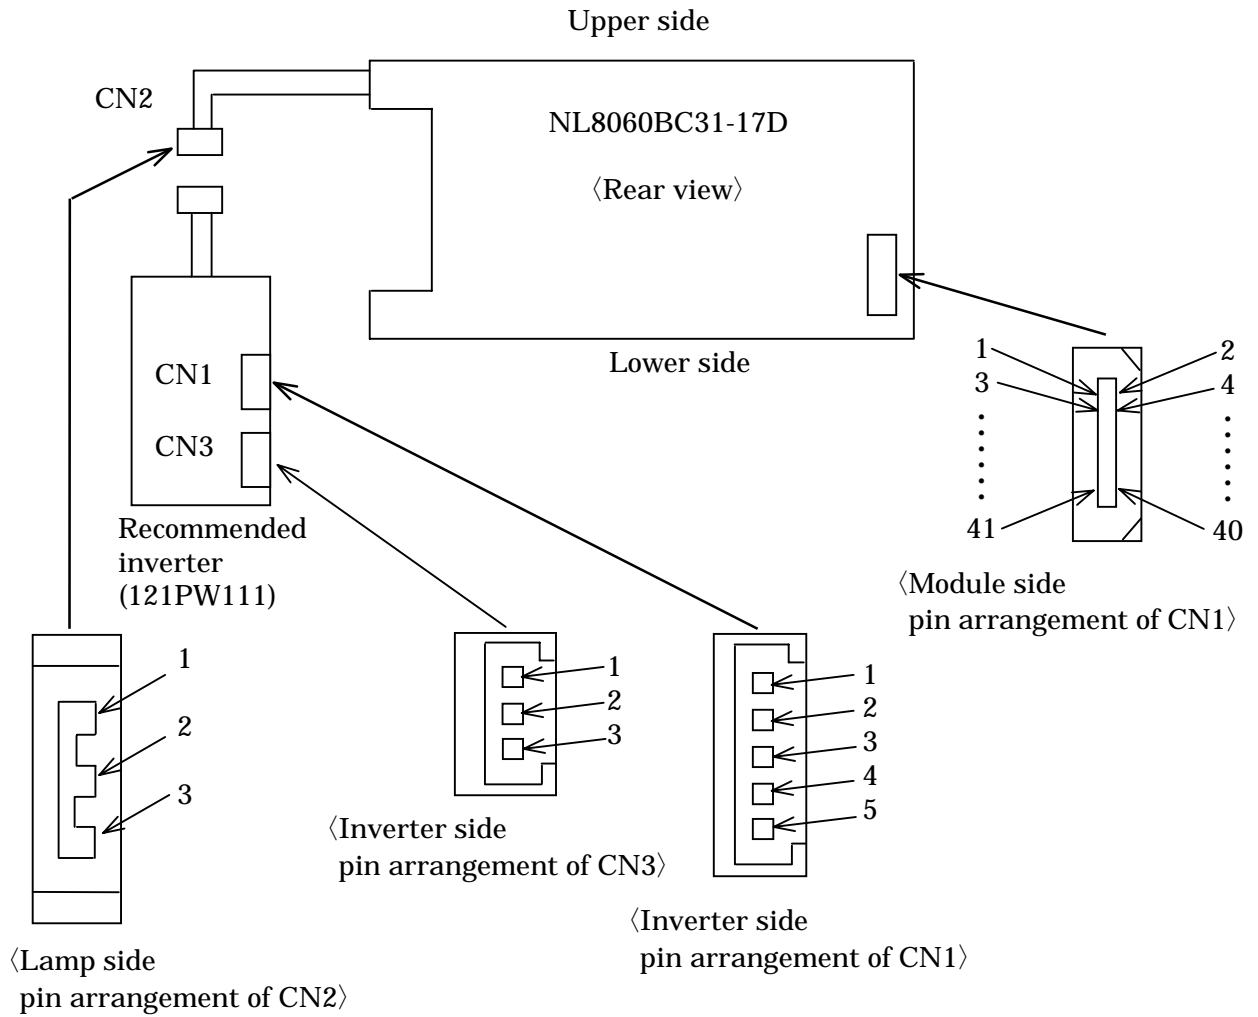 Upper side
CN2
NL8060BC31-17D
〈Rear view〉
Lower side
CN1
CN3
Recommended
inverter
(121PW111)
1
2
3
4
41
40
〈Module side
pin arrangement of CN1〉
1
2
3
〈Lamp side
pin arrangement of CN2〉
1
2
3
〈Inverter side
pin arrangement of CN3〉
1
2
3
4
5
〈Inverter side
pin arrangement of CN1〉